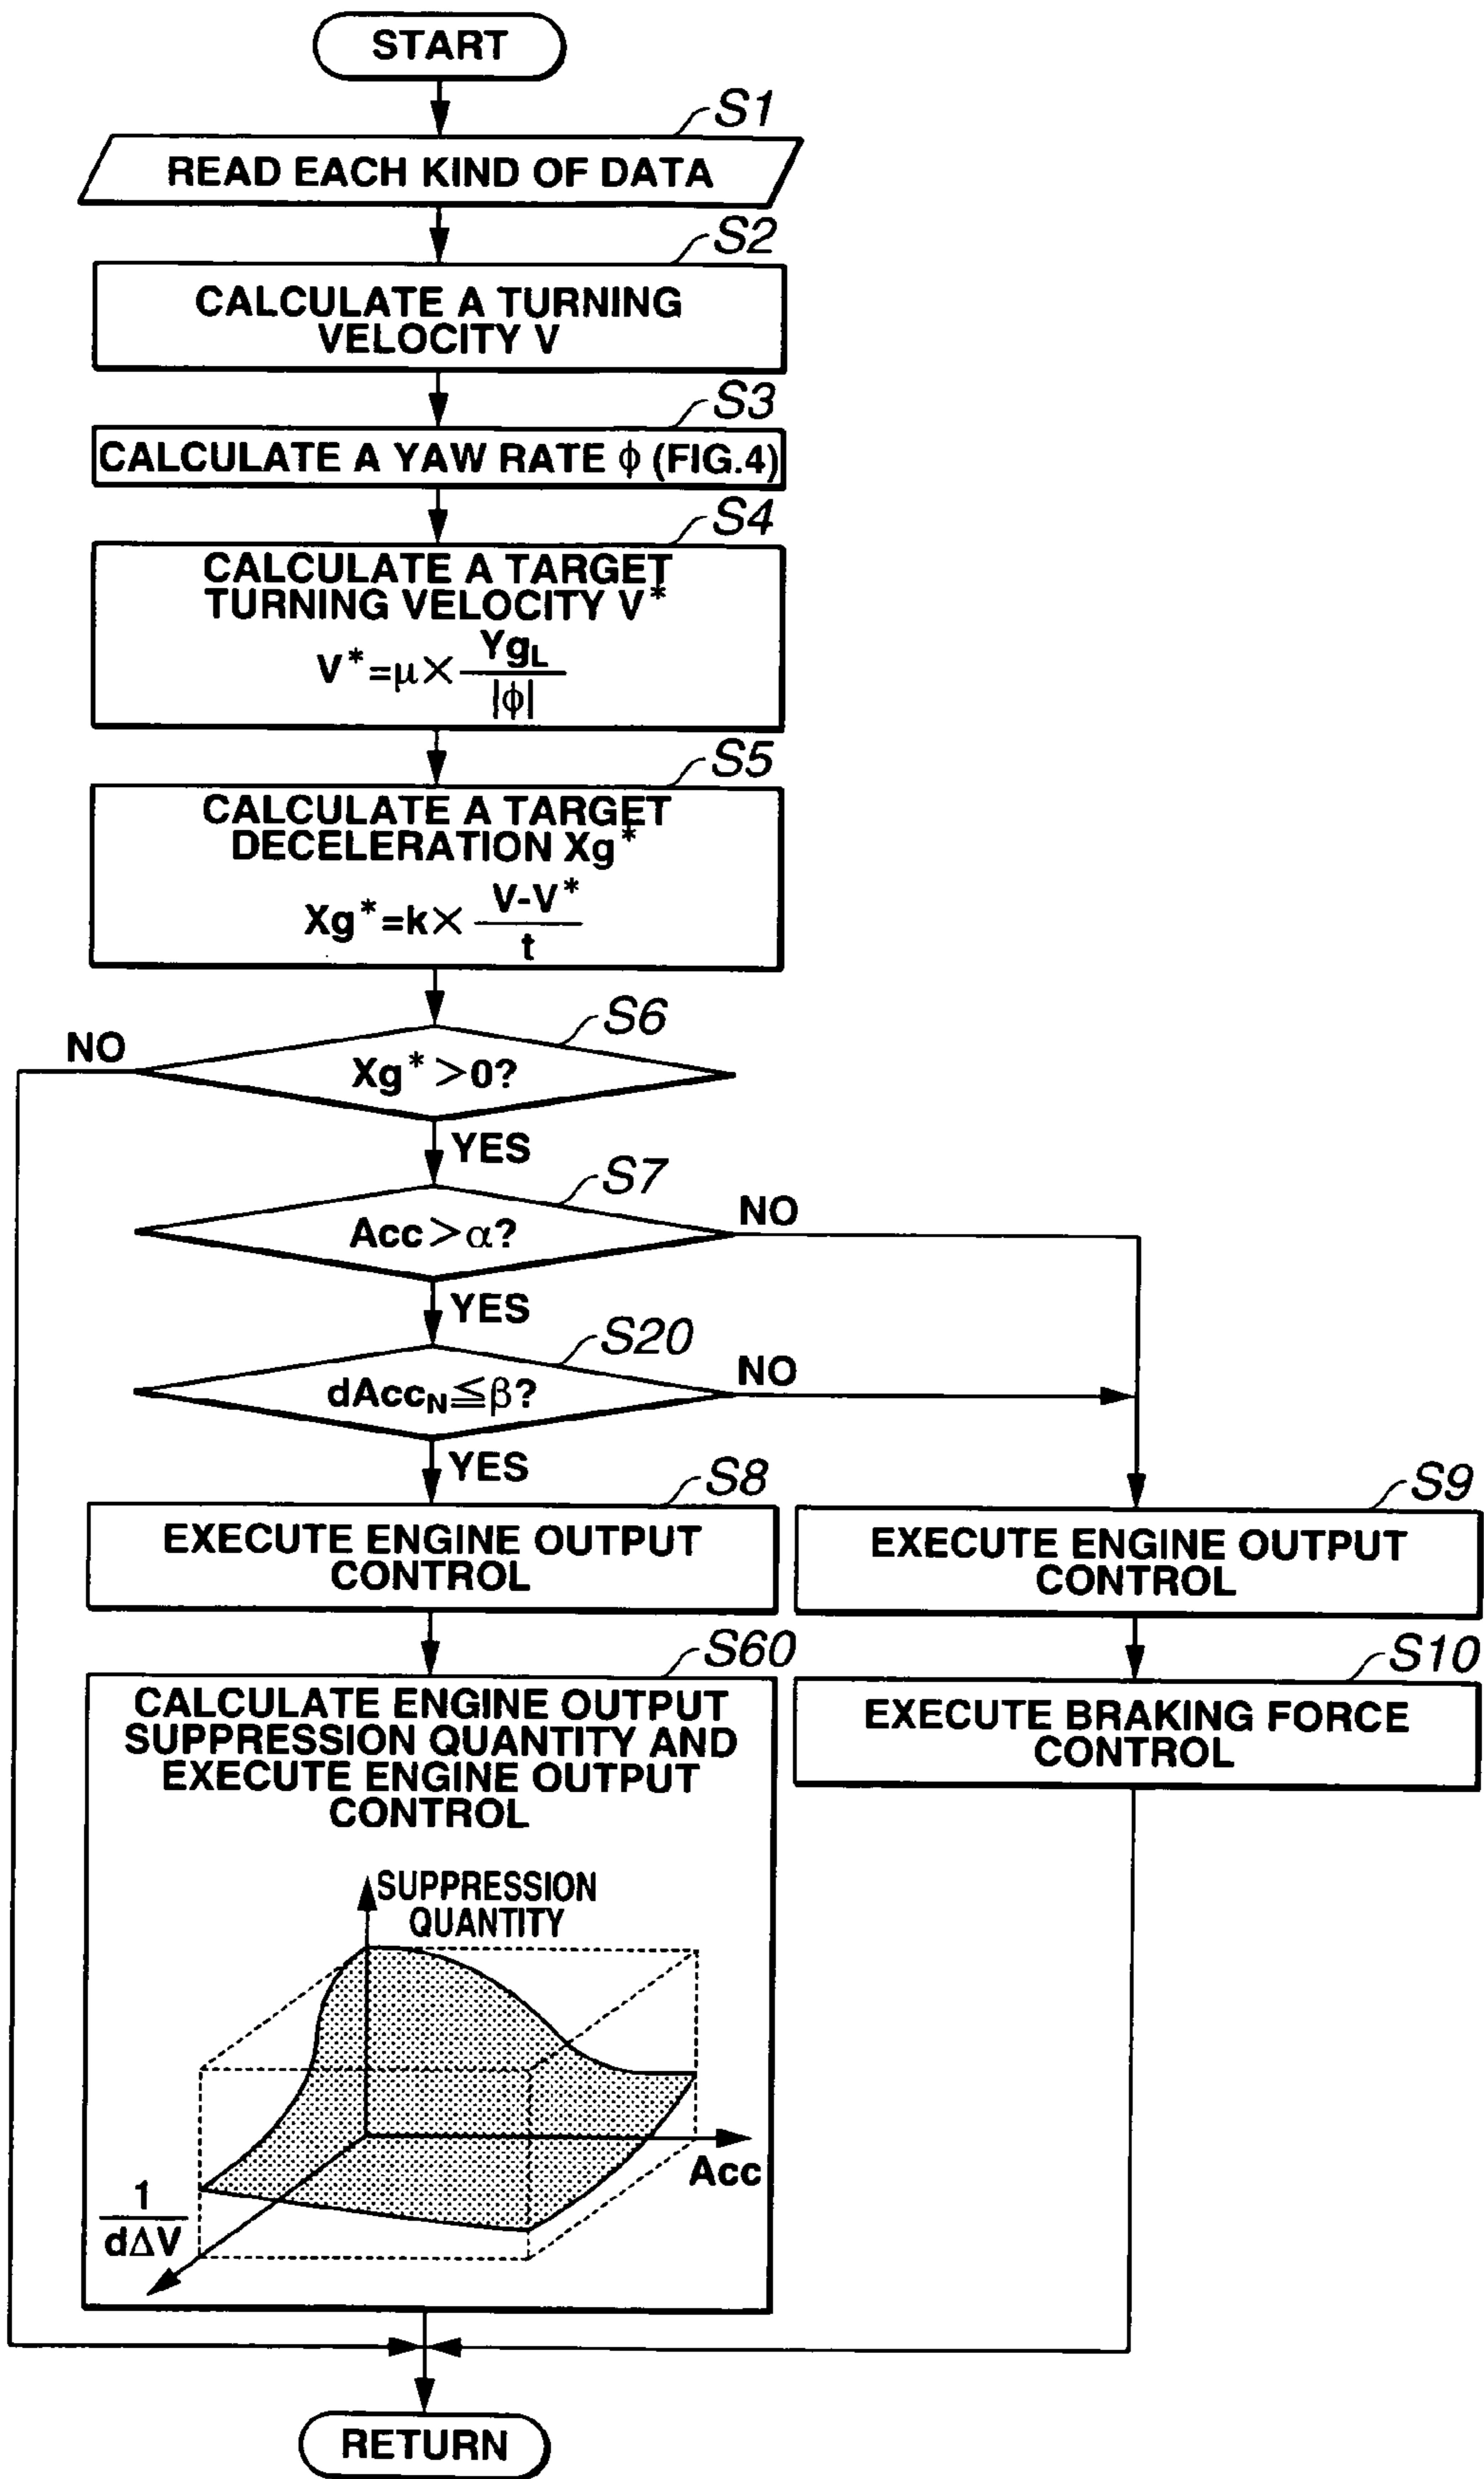 START
S1
READ EACH KIND OF DATA
S2
CALCULATE A TURNING
VELOCITY V
S3
CALCULATE A YAW RATE ϕ (FIG.4)
S4
CALCULATE A TARGET
TURNING VELOCITY V*
V*=μ× YgL
|ϕ|
S5
CALCULATE A TARGET
DECELERATION Xg*
Xg*=k× V-V*
t
S6
NO
Xg*>0?
YES
S7
Acc>α?
NO
YES
S20
dAccN≦β?
NO
YES
S8
EXECUTE ENGINE OUTPUT
CONTROL
S9
EXECUTE ENGINE OUTPUT
CONTROL
S60
CALCULATE ENGINE OUTPUT
SUPPRESSION QUANTITY AND
EXECUTE ENGINE OUTPUT
CONTROL
S10
EXECUTE BRAKING FORCE
CONTROL
SUPPRESSION
QUANTITY
Acc
1
dΔV
RETURN